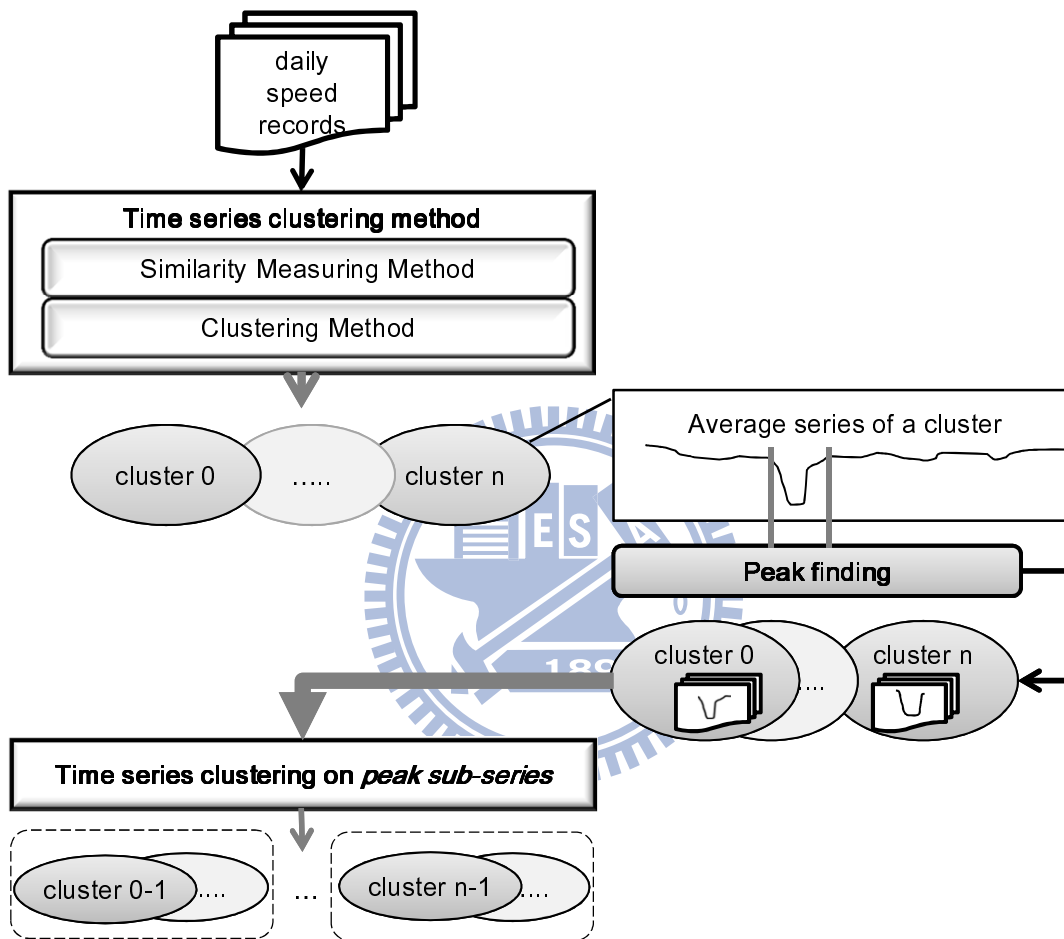 daily
speed
records
Time series clustering method
Similarity Measuring Method
Clustering Method
cluster 0
.....
cluster n
Average series of a cluster
E S A
Peak finding
cluster 0
....
cluster n
189
Time series clustering on peak sub-series
cluster 0-1
....
...
cluster n-1
....